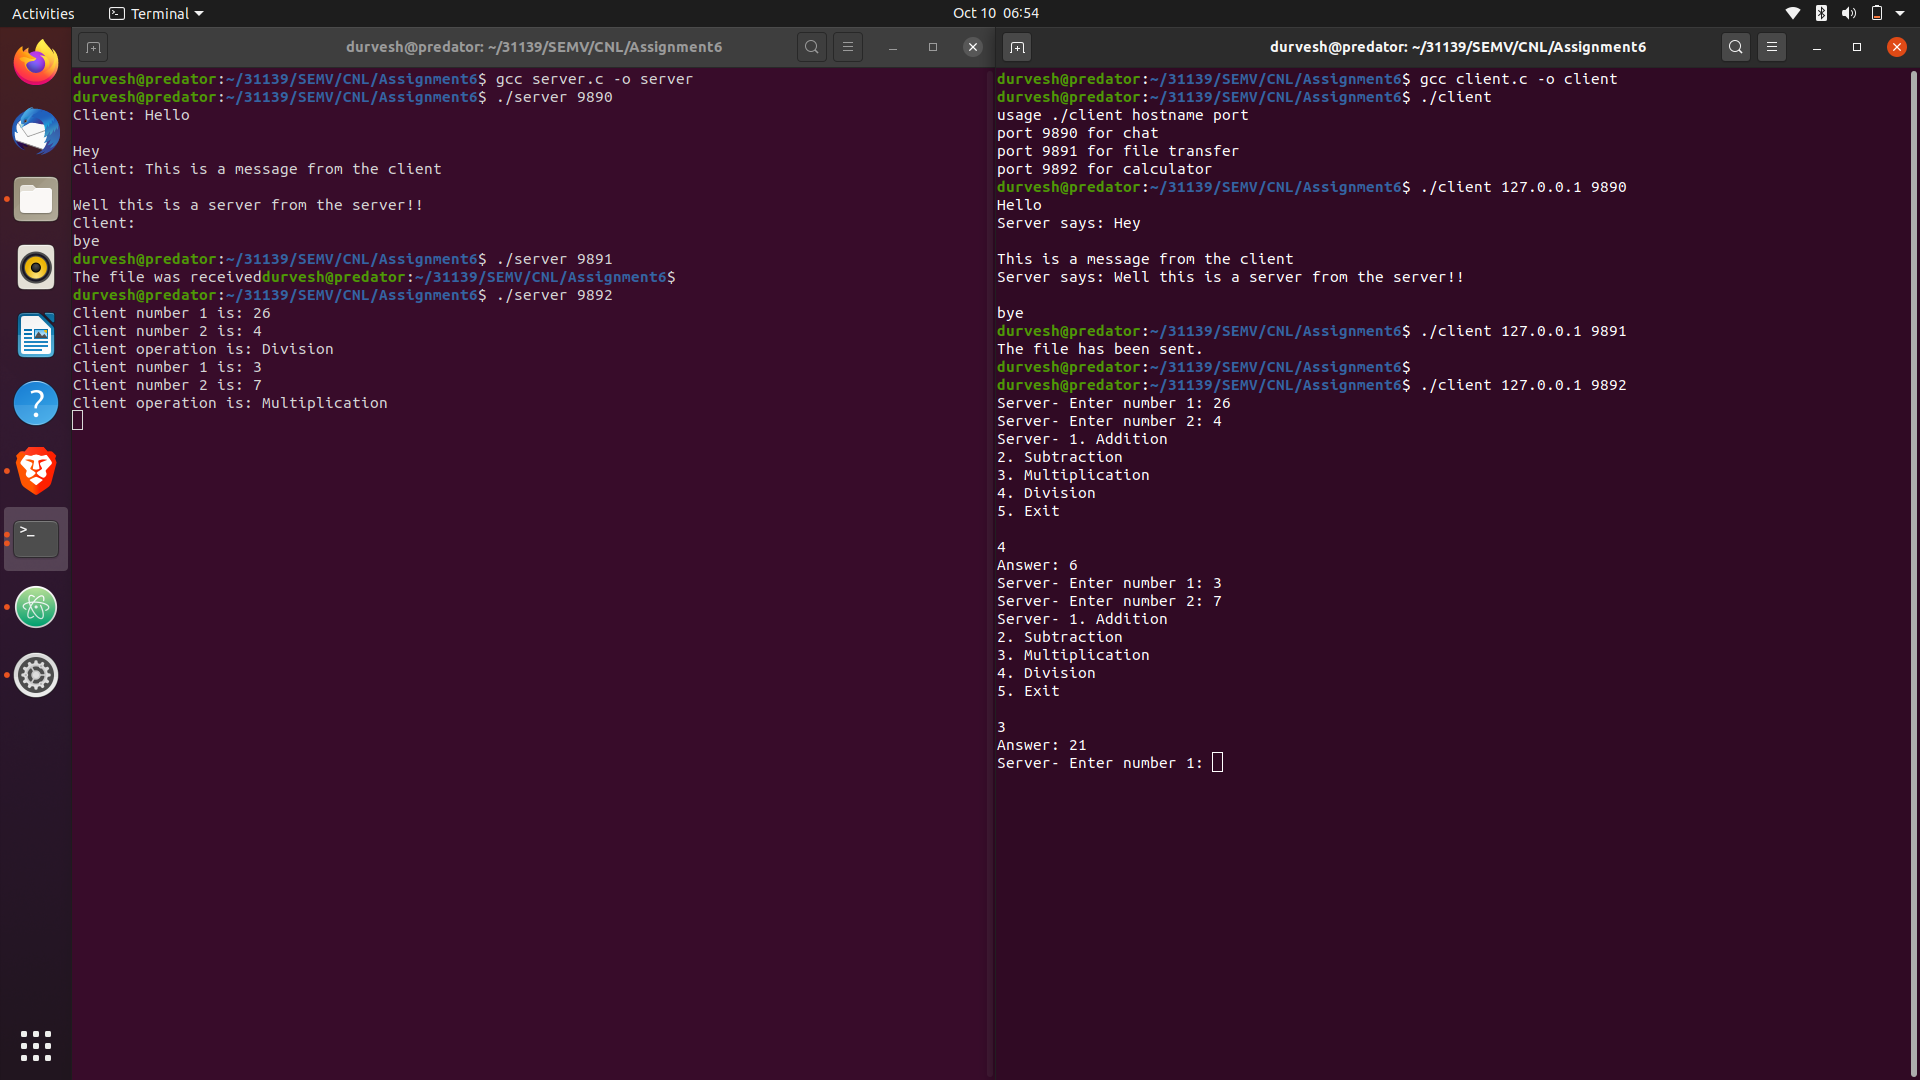 Activities
Terminal
Oct 10 06:54
durvesh@predator: ~/31139/SEMV/CNL/Assignment6
durvesh@predator:~/31139/SEMV/CNL/Assignment6$ gcc server.c -o server
durvesh@predator:~/31139/SEMV/CNL/Assignment6$ ./server 9890
Client: Hello
Hey
Client: This is a message from the client
Well this is a server from the server!!
Client:
bye
durvesh@predator:~/31139/SEMV/CNL/Assignment6$ ./server 9891
The file was receiveddurvesh@predator:~/31139/SEMV/CNL/Assignment6$
durvesh@predator:~/31139/SEMV/CNL/Assignment6$ ./server 9892
Client number 1 is: 26
Client number 2 is: 4
Client operation is: Division
Client number 1 is: 3
Client number 2 is: 7
Client operation is: Multiplication
durvesh@predator: ~/31139/SEMV/CNL/Assignment6
durvesh@predator:~/31139/SEMV/CNL/Assignment6$ gcc client.c -o client
durvesh@predator:~/31139/SEMV/CNL/Assignment6$ ./client
usage ./client hostname port
port 9890 for chat
port 9891 for file transfer
port 9892 for calculator
durvesh@predator:~/31139/SEMV/CNL/Assignment6$ ./client 127.0.0.1 9890
Hello
Server says: Hey
This is a message from the client
Server says: Well this is a server from the server!!
bye
durvesh@predator:~/31139/SEMV/CNL/Assignment6$ ./client 127.0.0.1 9891
The file has been sent.
durvesh@predator:~/31139/SEMV/CNL/Assignment6$
durvesh@predator:~/31139/SEMV/CNL/Assignment6$ ./client 127.0.0.1 9892
Server- Enter number 1: 26
Server- Enter number 2: 4
Server- 1. Addition
2. Subtraction
3. Multiplication
4. Division
5. Exit
4
Answer: 6
Server- Enter number 1: 3
Server- Enter number 2: 7
Server- 1. Addition
2. Subtraction
3. Multiplication
4. Division
5. Exit
3
Answer: 21
Server- Enter number 1: